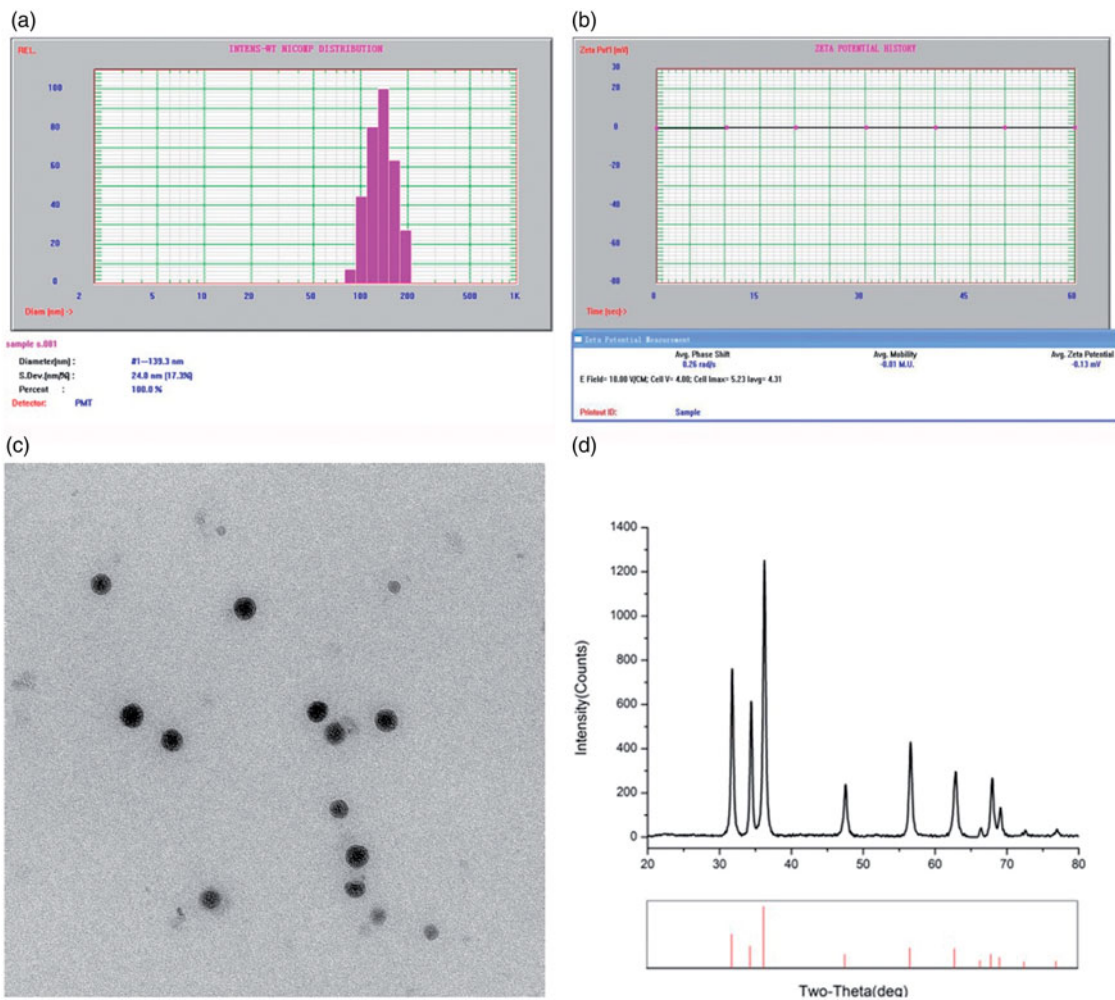 (a)
INTENS-WT NICOMP DISTRIBUTION
REL.
100
80
60
40
20
0
2 5 10 20 50 100 200 500 1K
Diam (nm) ->
sample s.001
Diameter(nm) : #1--139.3 nm
S.Dev.(nm/%) : 24.0 nm (17.3%)
Percent : 100.0 %
Detector: PMT
(b)
ZETA POTENTIAL HISTORY
Zeta Pot'l (mV)
30
20
0
-20
-40
-60
-80
0 15 30 45 60
Time (sec)->
Zeta Potential Measurement
Avg. Phase Shift Avg. Mobility Avg. Zeta Potential
0.26 rad/s -0.01 M.U. -0.13 mV
E Field= 10.00 V/CM; Cell V= 4.00; Cell Imax= 5.23 Iavg= 4.31
Printout ID: Sample
(c)
(d)
Intensity(Counts)
1400
1200
1000
800
600
400
200
0
20 30 40 50 60 70 80
Two-Theta(deg)